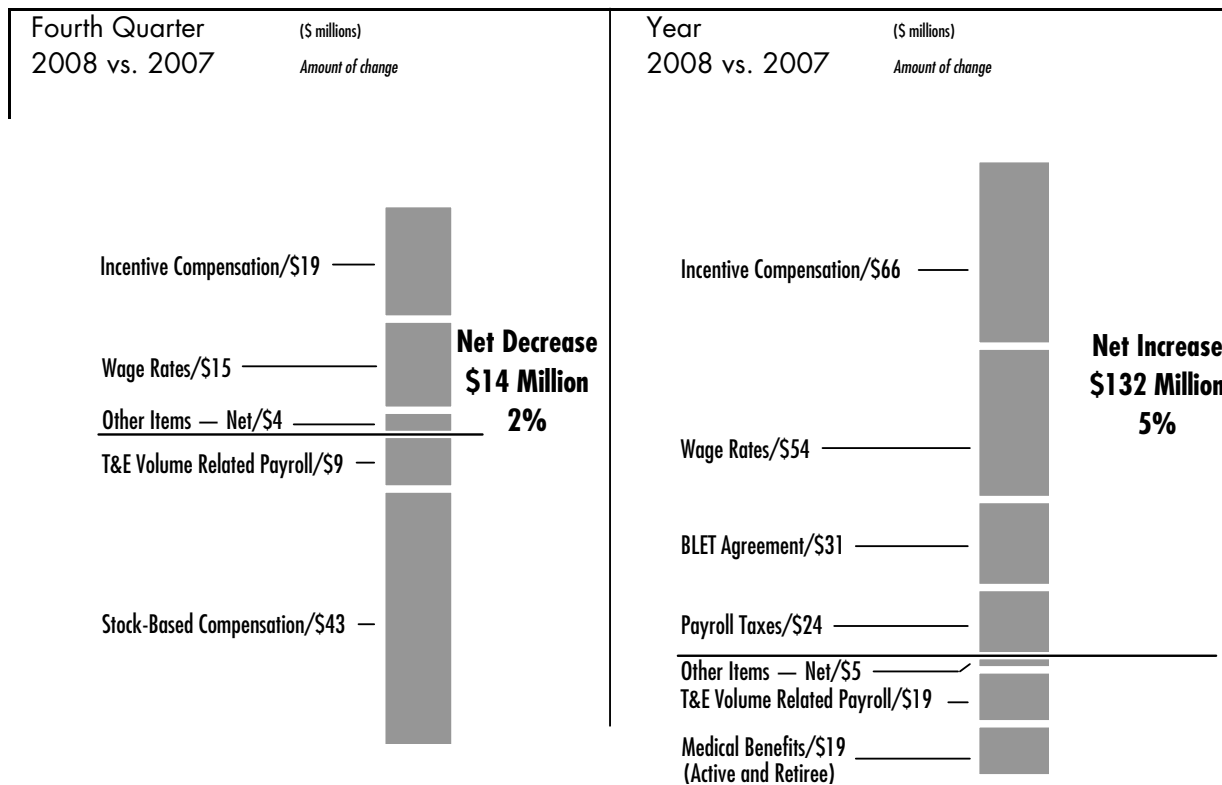 Fourth Quarter ($ millions)
2008 vs. 2007 Amount of change
Incentive Compensation/$19
Wage Rates/$15
Other Items — Net/$4
T&E Volume Related Payroll/$9
Stock-Based Compensation/$43
Net Decrease
$14 Million
2%
Year ($ millions)
2008 vs. 2007 Amount of change
Incentive Compensation/$66
Wage Rates/$54
BLET Agreement/$31
Payroll Taxes/$24
Other Items — Net/$5
T&E Volume Related Payroll/$19
Medical Benefits/$19
(Active and Retiree)
Net Increase
$132 Million
5%